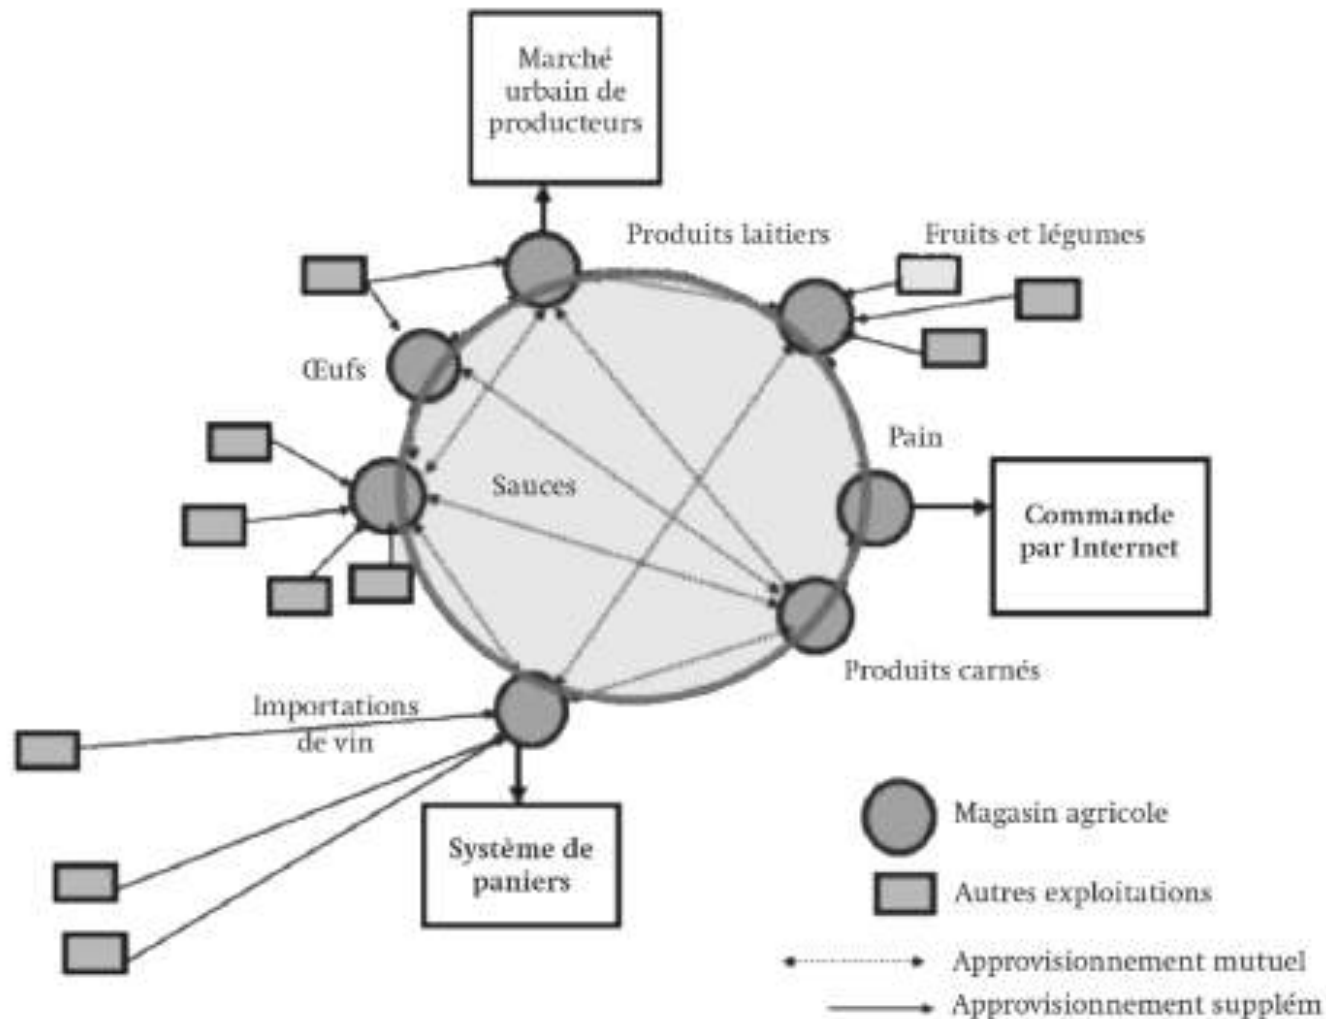 Marché
urbain de
producteurs
Produits laitiers
Fruits et légumes
Œufs
Pain
Sauces
Commande
par Internet
Produits carnés
Importations
de vin
Système de
paniers
Magasin agricole
Autres exploitations
Approvisionnement mutuel
Approvisionnement supplém